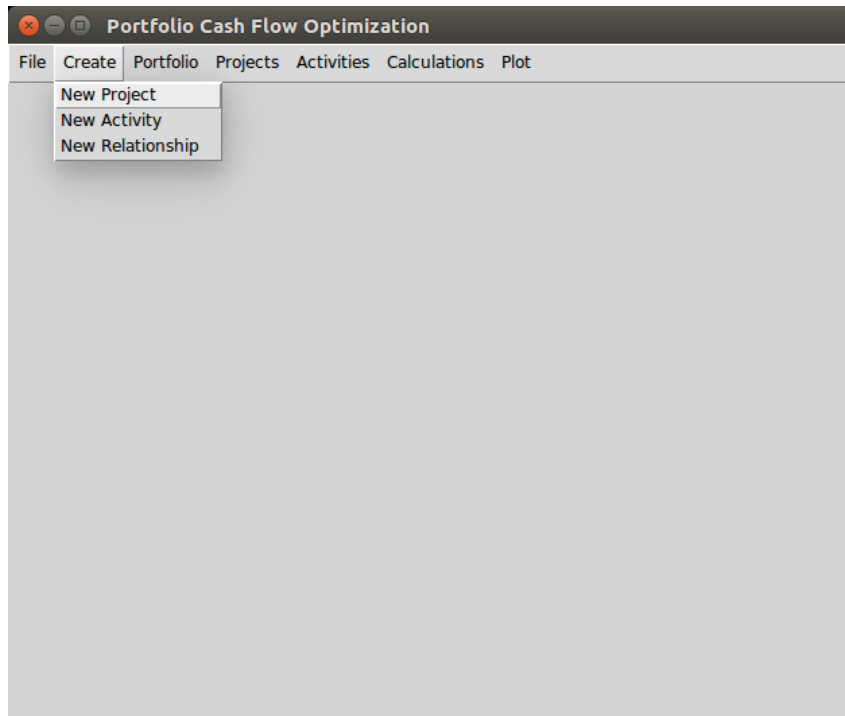 Portfolio Cash Flow Optimization
File Create Portfolio Projects Activities Calculations Plot
New Project
New Activity
New Relationship